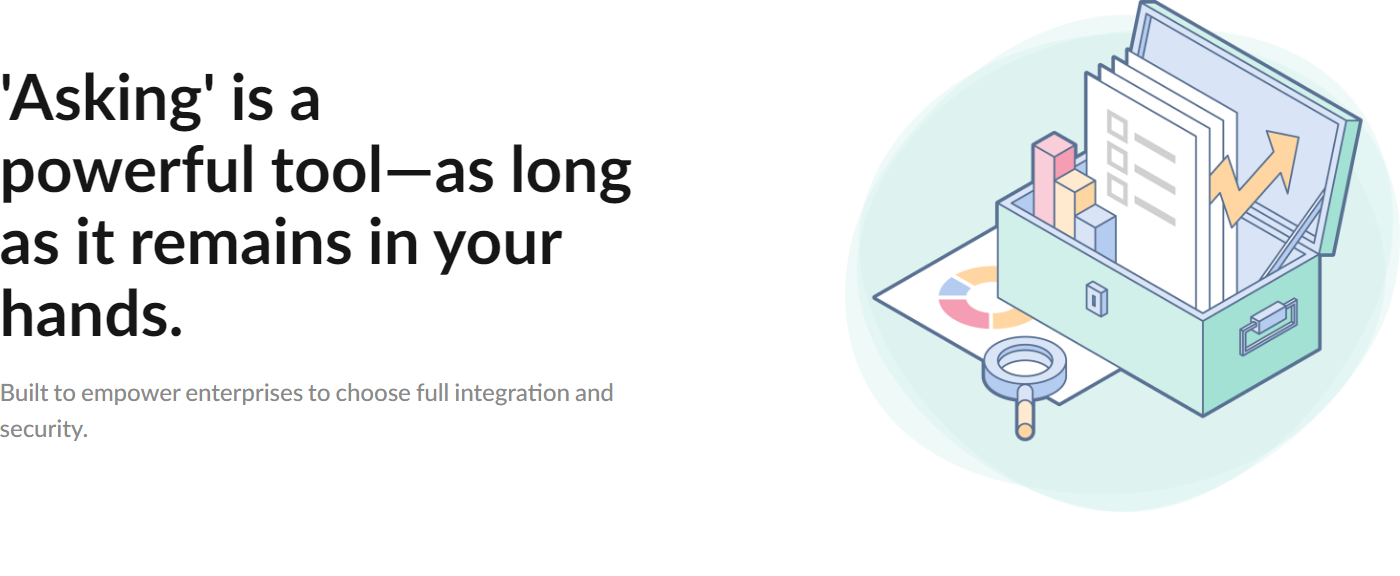 'Asking' is a
powerful tool—as long
as it remains in your
hands.
Built to empower enterprises to choose full integration and
security.